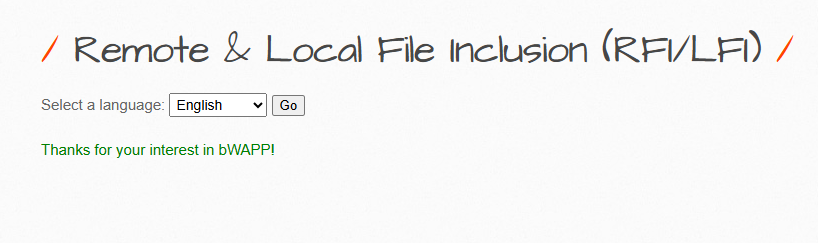 / Remote & Local File Inclusion (RFI/LFI) /
Select a language: English Go
Thanks for your interest in bWAPP!